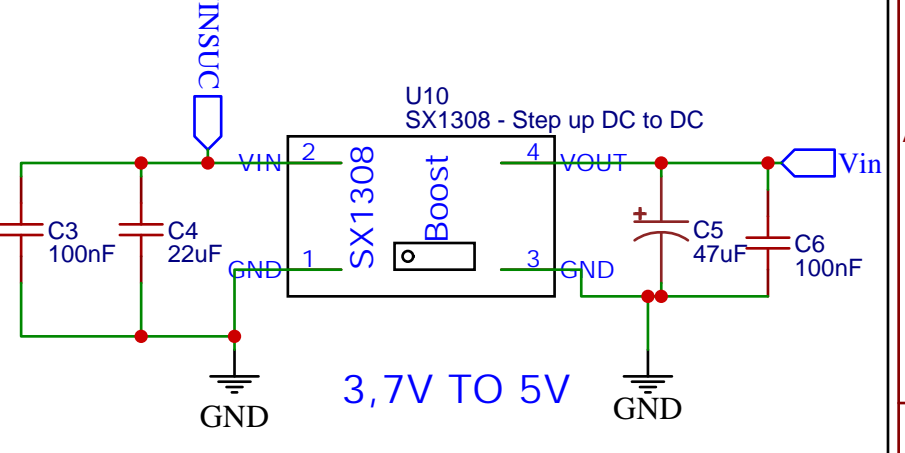 INSUC
U10
SX1308 - Step up DC to DC
VIN
2
4
VOUT
Vin
SX1308
Boost
C3
100nF
C4
22uF
C5
47uF
C6
100nF
GND
1
3
GND
3,7V TO 5V
GND
GND